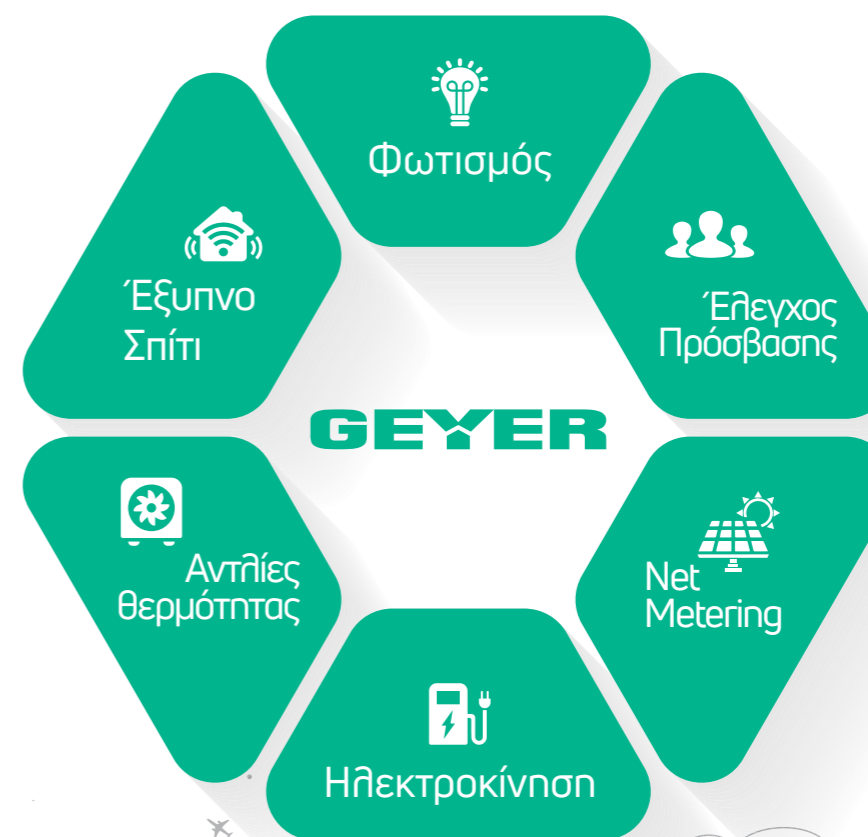 Φωτισμός
Έξυπνο
Σπίτι
Έλεγχος
Πρόσβασης
GEYER
Αντλίες
θερμότητας
Net
Metering
Ηλεκτροκίνηση